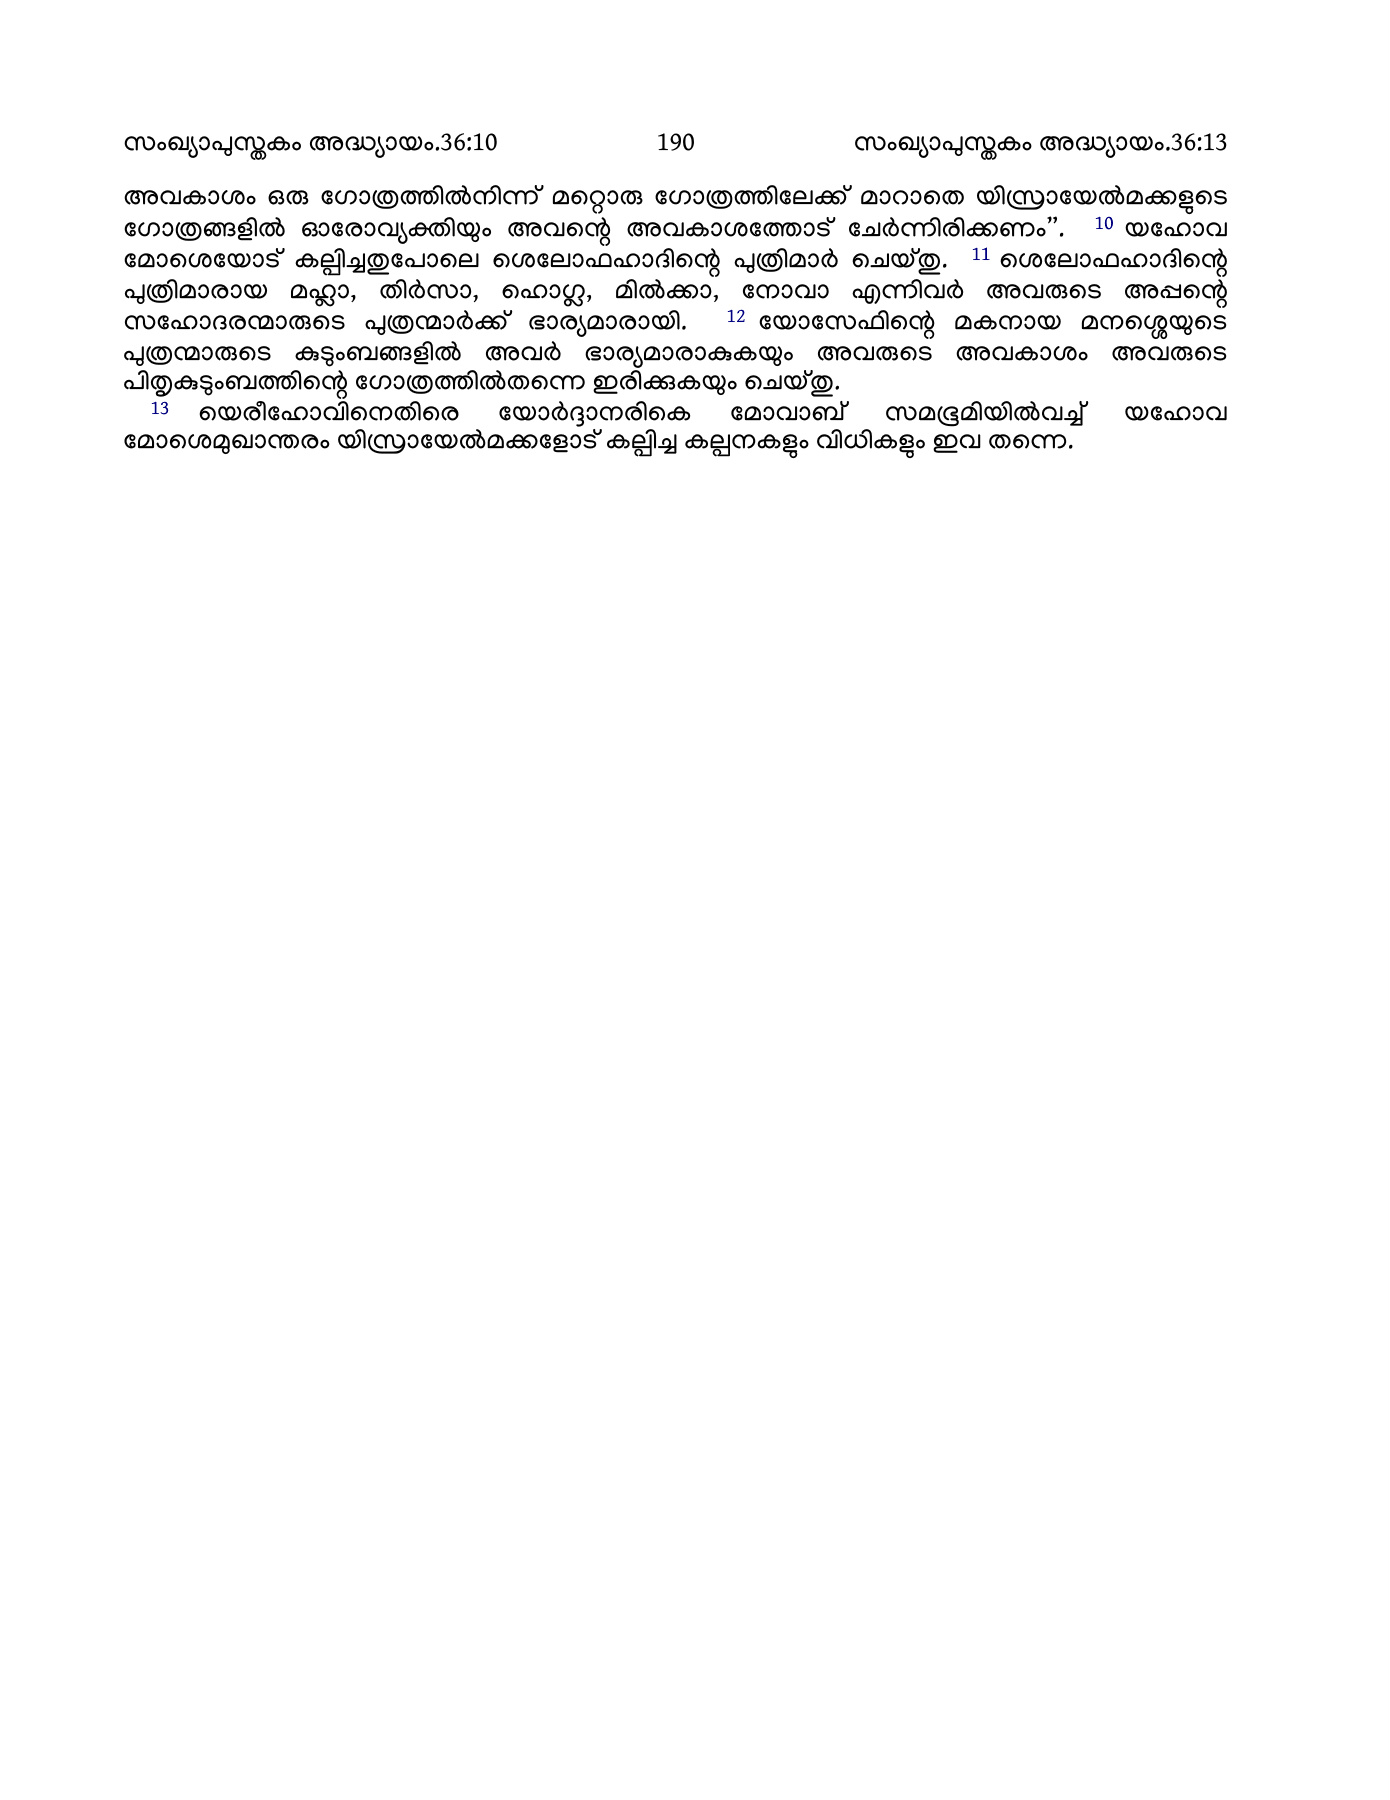 സംഖ്യാപുസ്തകം അദ്ധ്യായം.36:10 190 സംഖ്യാപുസ്തകം അദ്ധ്യായം.36:13
അവകാശം ഒരു ഗോത്രത്തിൽനിന്ന് മറ്റൊരു ഗോത്രത്തിലേക്ക് മാറാതെ യിസ്രായേൽമക്കളുടെ
ഗോത്രങ്ങളിൽ ഓരോവ്യക്തിയും അവന്റെ അവകാശത്തോട് ചേർന്നിരിക്കണം”. 10 യഹോവ
മോശെയോട് കല്പിച്ചതുപോലെ ശെലോഫഹാദിന്റെ പുത്രിമാർ ചെയ്തു. 11 ശെലോഫഹാദിന്റെ
പുത്രിമാരായ മഹ്ലാ, തിർസാ, ഹൊഗ്ല, മിൽക്കാ, നോവാ എന്നിവർ അവരുടെ അപ്പന്റെ
സഹോദരന്മാരുടെ പുത്രന്മാർക്ക് ഭാര്യമാരായി. 12 യോസേഫിന്റെ മകനായ മനശ്ശെയുടെ
പുത്രന്മാരുടെ കുടുംബങ്ങളിൽ അവർ ഭാര്യമാരാകുകയും അവരുടെ അവകാശം അവരുടെ
പിതൃകുടുംബത്തിന്റെ ഗോത്രത്തിൽതന്നെ ഇരിക്കുകയും ചെയ്തു.
13 യെരീഹോവിനെതിരെ യോർദ്ദാനരികെ മോവാബ് സമഭൂമിയിൽവച്ച് യഹോവ
മോശെമുഖാന്തരം യിസ്രായേൽമക്കളോട് കല്പിച്ച കല്പനകളും വിധികളും ഇവ തന്നെ.